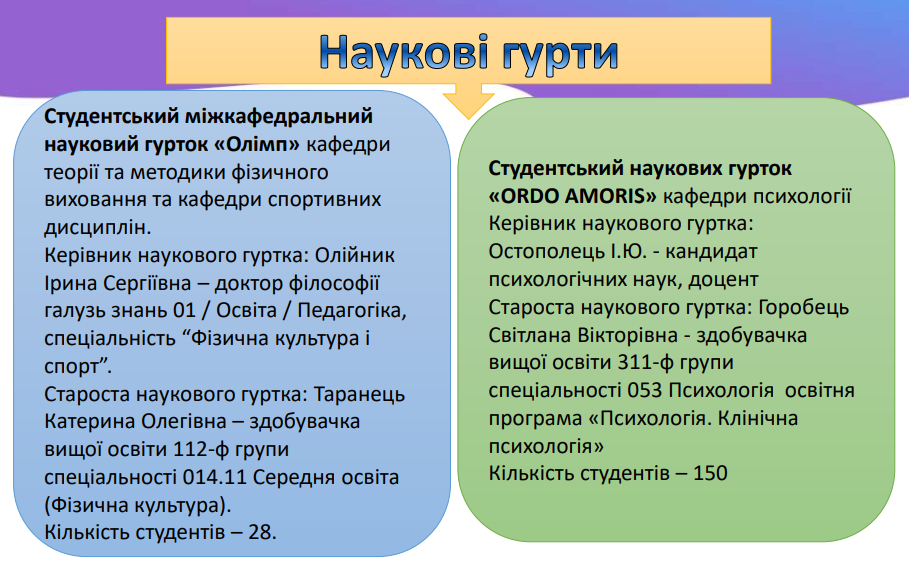 Наукові гурти
Студентський міжкафедральний
науковий гурток «Олімп» кафедри
теорії та методики фізичного
виховання та кафедри спортивних
дисциплін.
Керівник наукового гуртка: Олійник
Ірина Сергіївна – доктор філософії
галузь знань 01 / Освіта / Педагогіка,
спеціальність “Фізична культура і
спорт”.
Староста наукового гуртка: Таранець
Катерина Олегівна – здобувачка
вищої освіти 112-ф групи
спеціальності 014.11 Середня освіта
(Фізична культура).
Кількість студентів – 28.
Студентський наукових гурток
«ORDO AMORIS» кафедри психології
Керівник наукового гуртка:
Остополець І.Ю. - кандидат
психологічних наук, доцент
Староста наукового гуртка: Горобець
Світлана Вікторівна - здобувачка
вищої освіти 311-ф групи
спеціальності 053 Психологія освітня
програма «Психологія. Клінічна
психологія»
Кількість студентів – 150